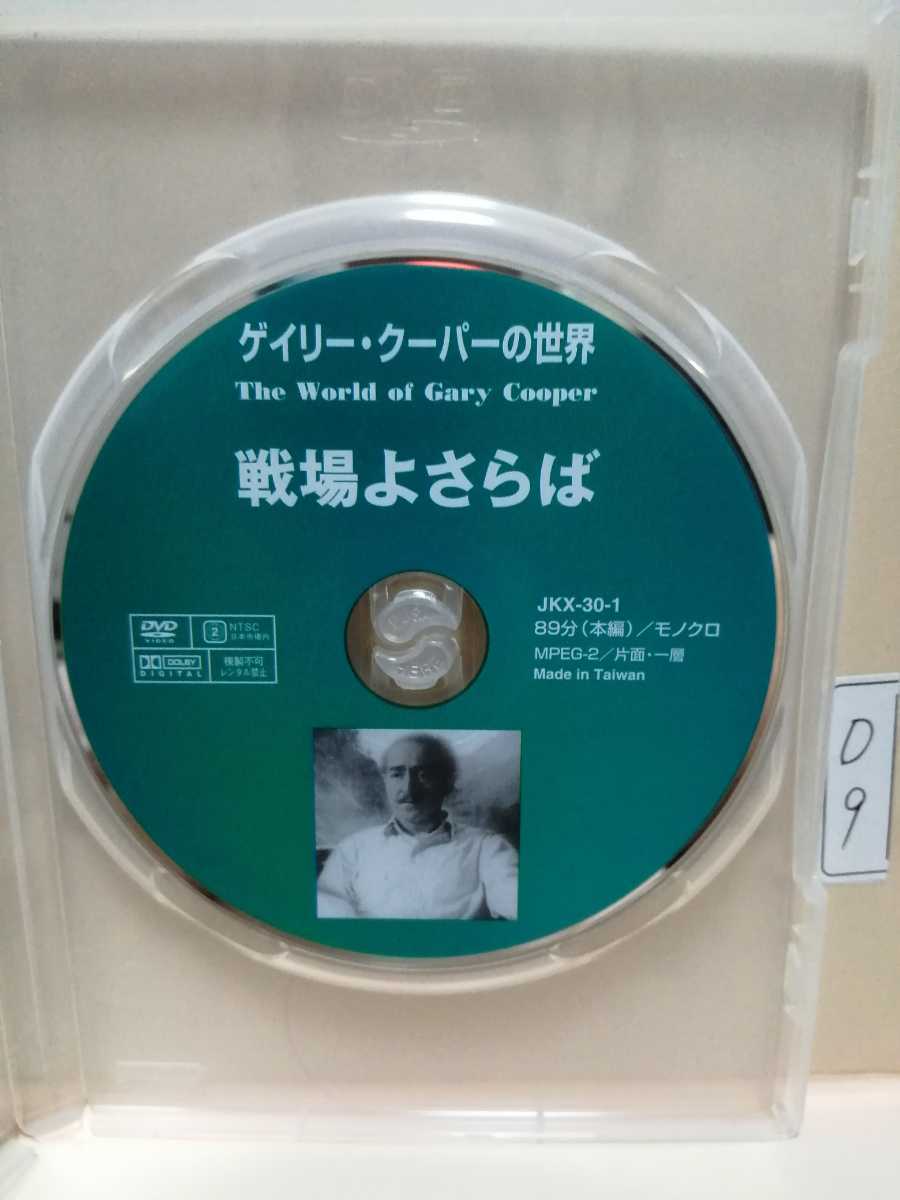 ゲイリー・クーパーの世界
The World of Gary Cooper
戦場よさらば
DVD
VIDEO
2
NTSC
日本市場向
DOLBY
DIGITAL
複製不可
レンタル禁止
JKX-30-1
89分(本編)/モノクロ
MPEG-2/片面・一層
Made in Taiwan
D
9